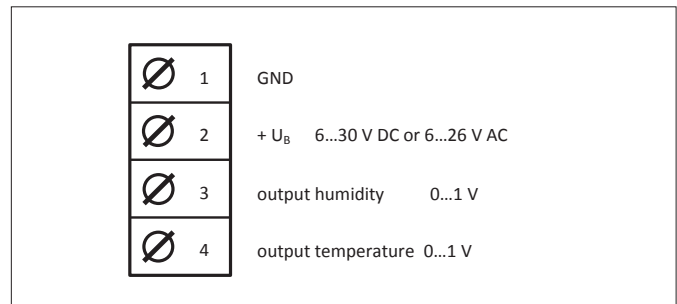 1 GND
2 + U_B 6...30 V DC or 6...26 V AC
3 output humidity 0...1 V
4 output temperature 0...1 V